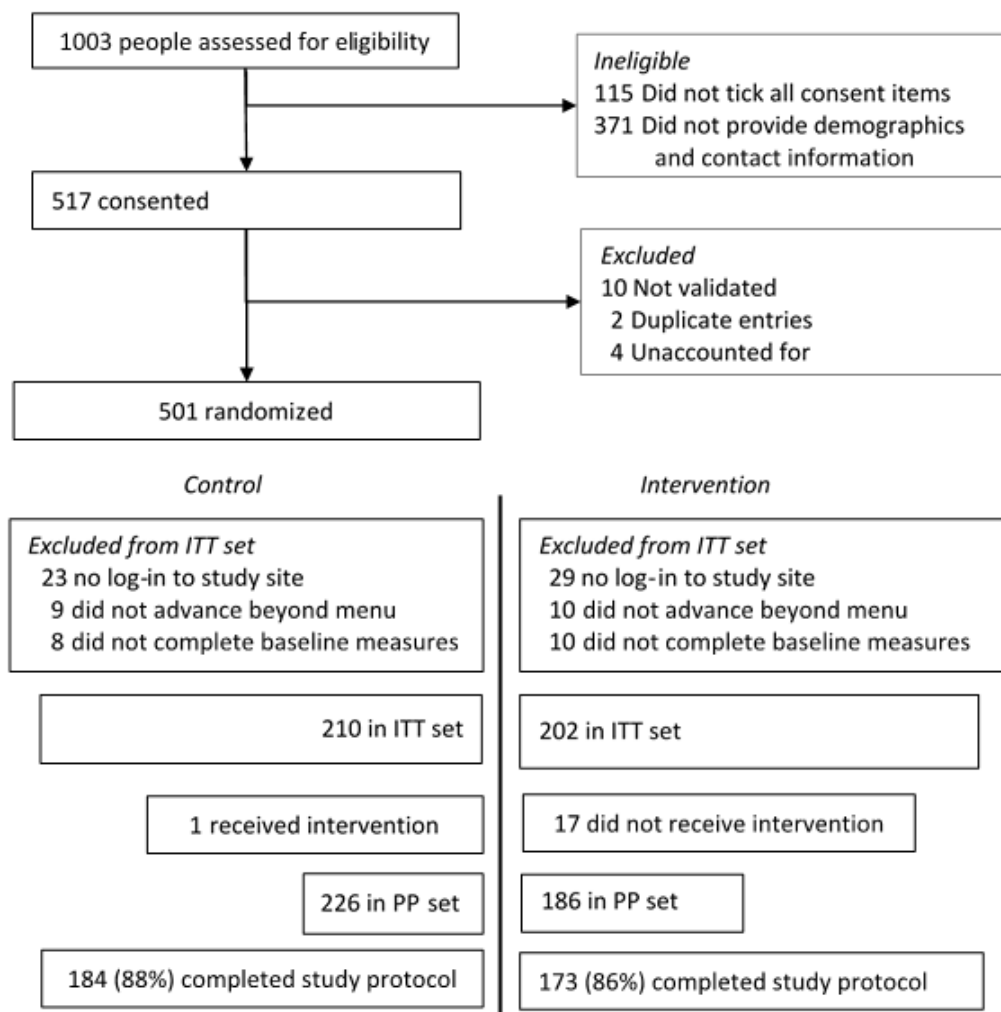 1003 people assessed for eligibility
Ineligible
115 Did not tick all consent items
371 Did not provide demographics
and contact information
517 consented
Excluded
10 Not validated
2 Duplicate entries
4 Unaccounted for
501 randomized
Control
Intervention
Excluded from ITT set
23 no log-in to study site
9 did not advance beyond menu
8 did not complete baseline measures
Excluded from ITT set
29 no log-in to study site
10 did not advance beyond menu
10 did not complete baseline measures
210 in ITT set
202 in ITT set
1 received intervention
17 did not receive intervention
226 in PP set
186 in PP set
184 (88%) completed study protocol
173 (86%) completed study protocol